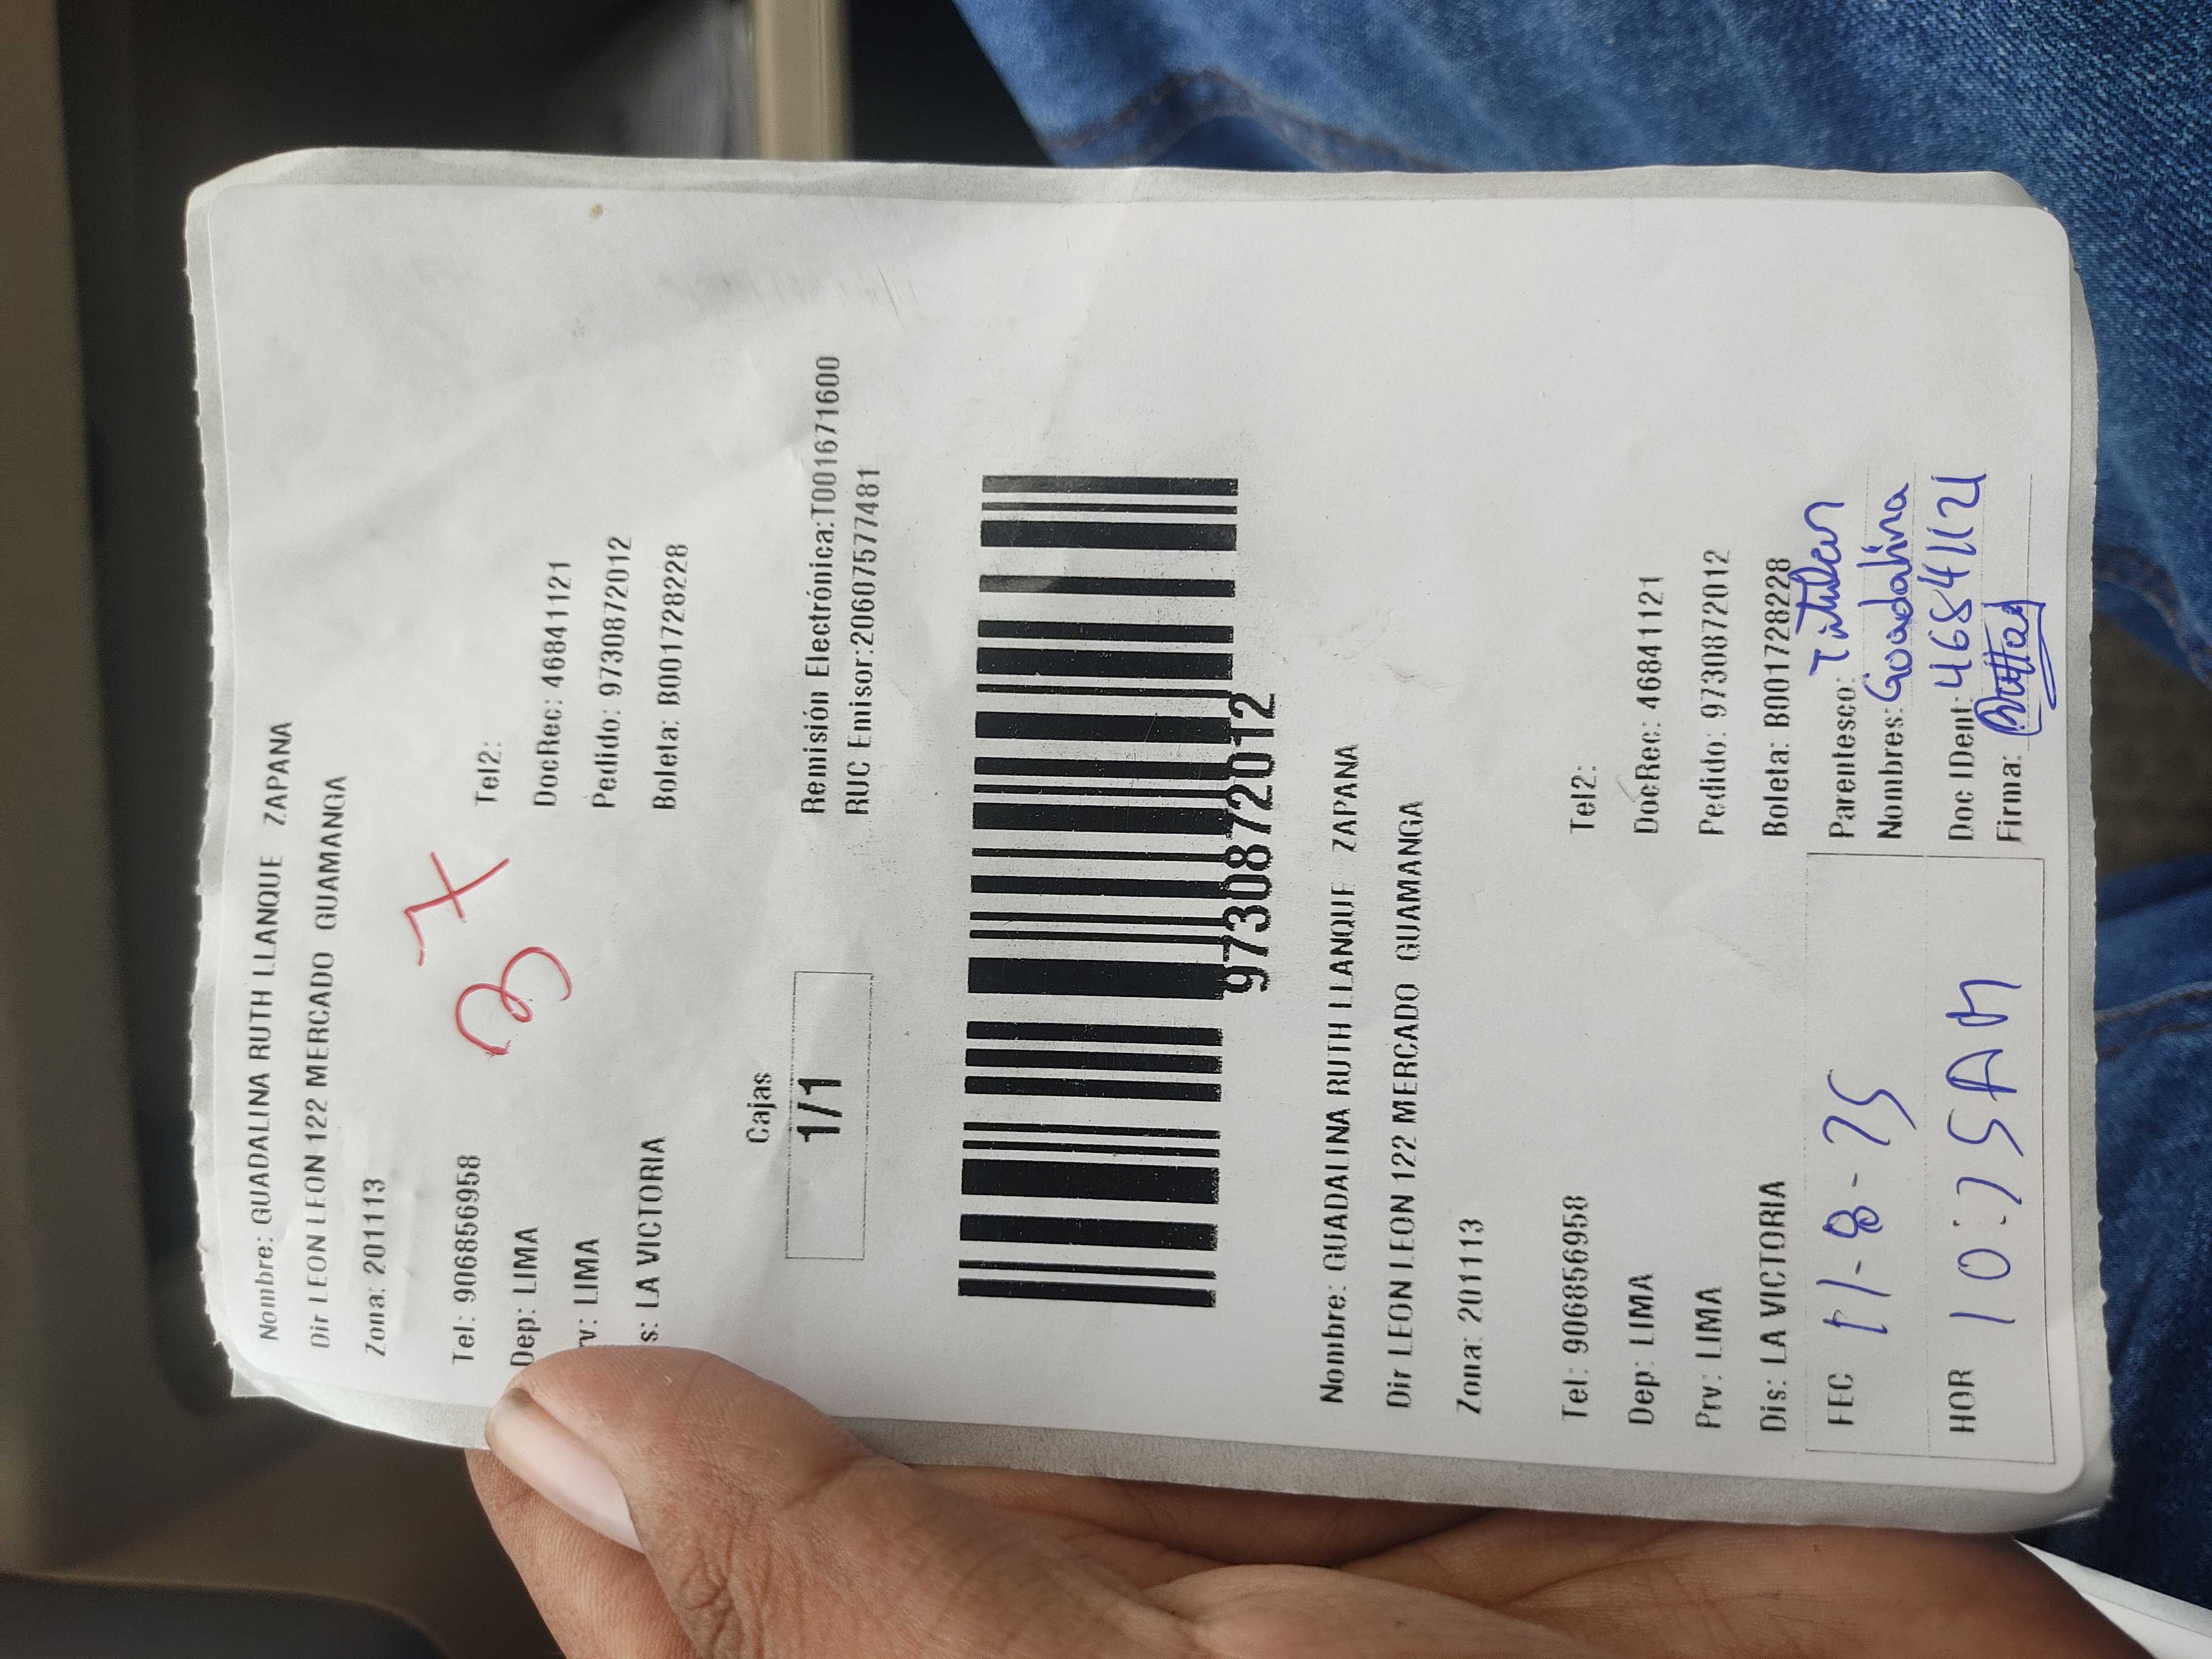 Nombre: GUADALINA RUTH LLANQUE ZAPANA
Dir LEON LEON 122 MERCADO GUAMANGA
Zona: 201113
37
Tel: 906856958 Tel2:
Dep: LIMA DocRec: 46841121
rv: LIMA Pedido: 9730872012
s: LA VICTORIA Boleta: B001728228
Cajas
1/1
Remisión Electrónica:T001671600
RUC Emisor:20607577481
9730872012
Nombre: GUADALINA RUTH LLANQUE ZAPANA
Dir LEON LEON 122 MERCADO GUAMANGA
Zona: 201113
Tel: 906856958 Tel2:
Dep: LIMA DocRec: 46841121
Prv: LIMA Pedido: 9730872012
Dis: LA VICTORIA Boleta: B001728228
FEC 11-8-25 Parentesco: Titular
Nombres: Guadalina
HOR 10:25AM Doc IDent: 46841121
Firma: